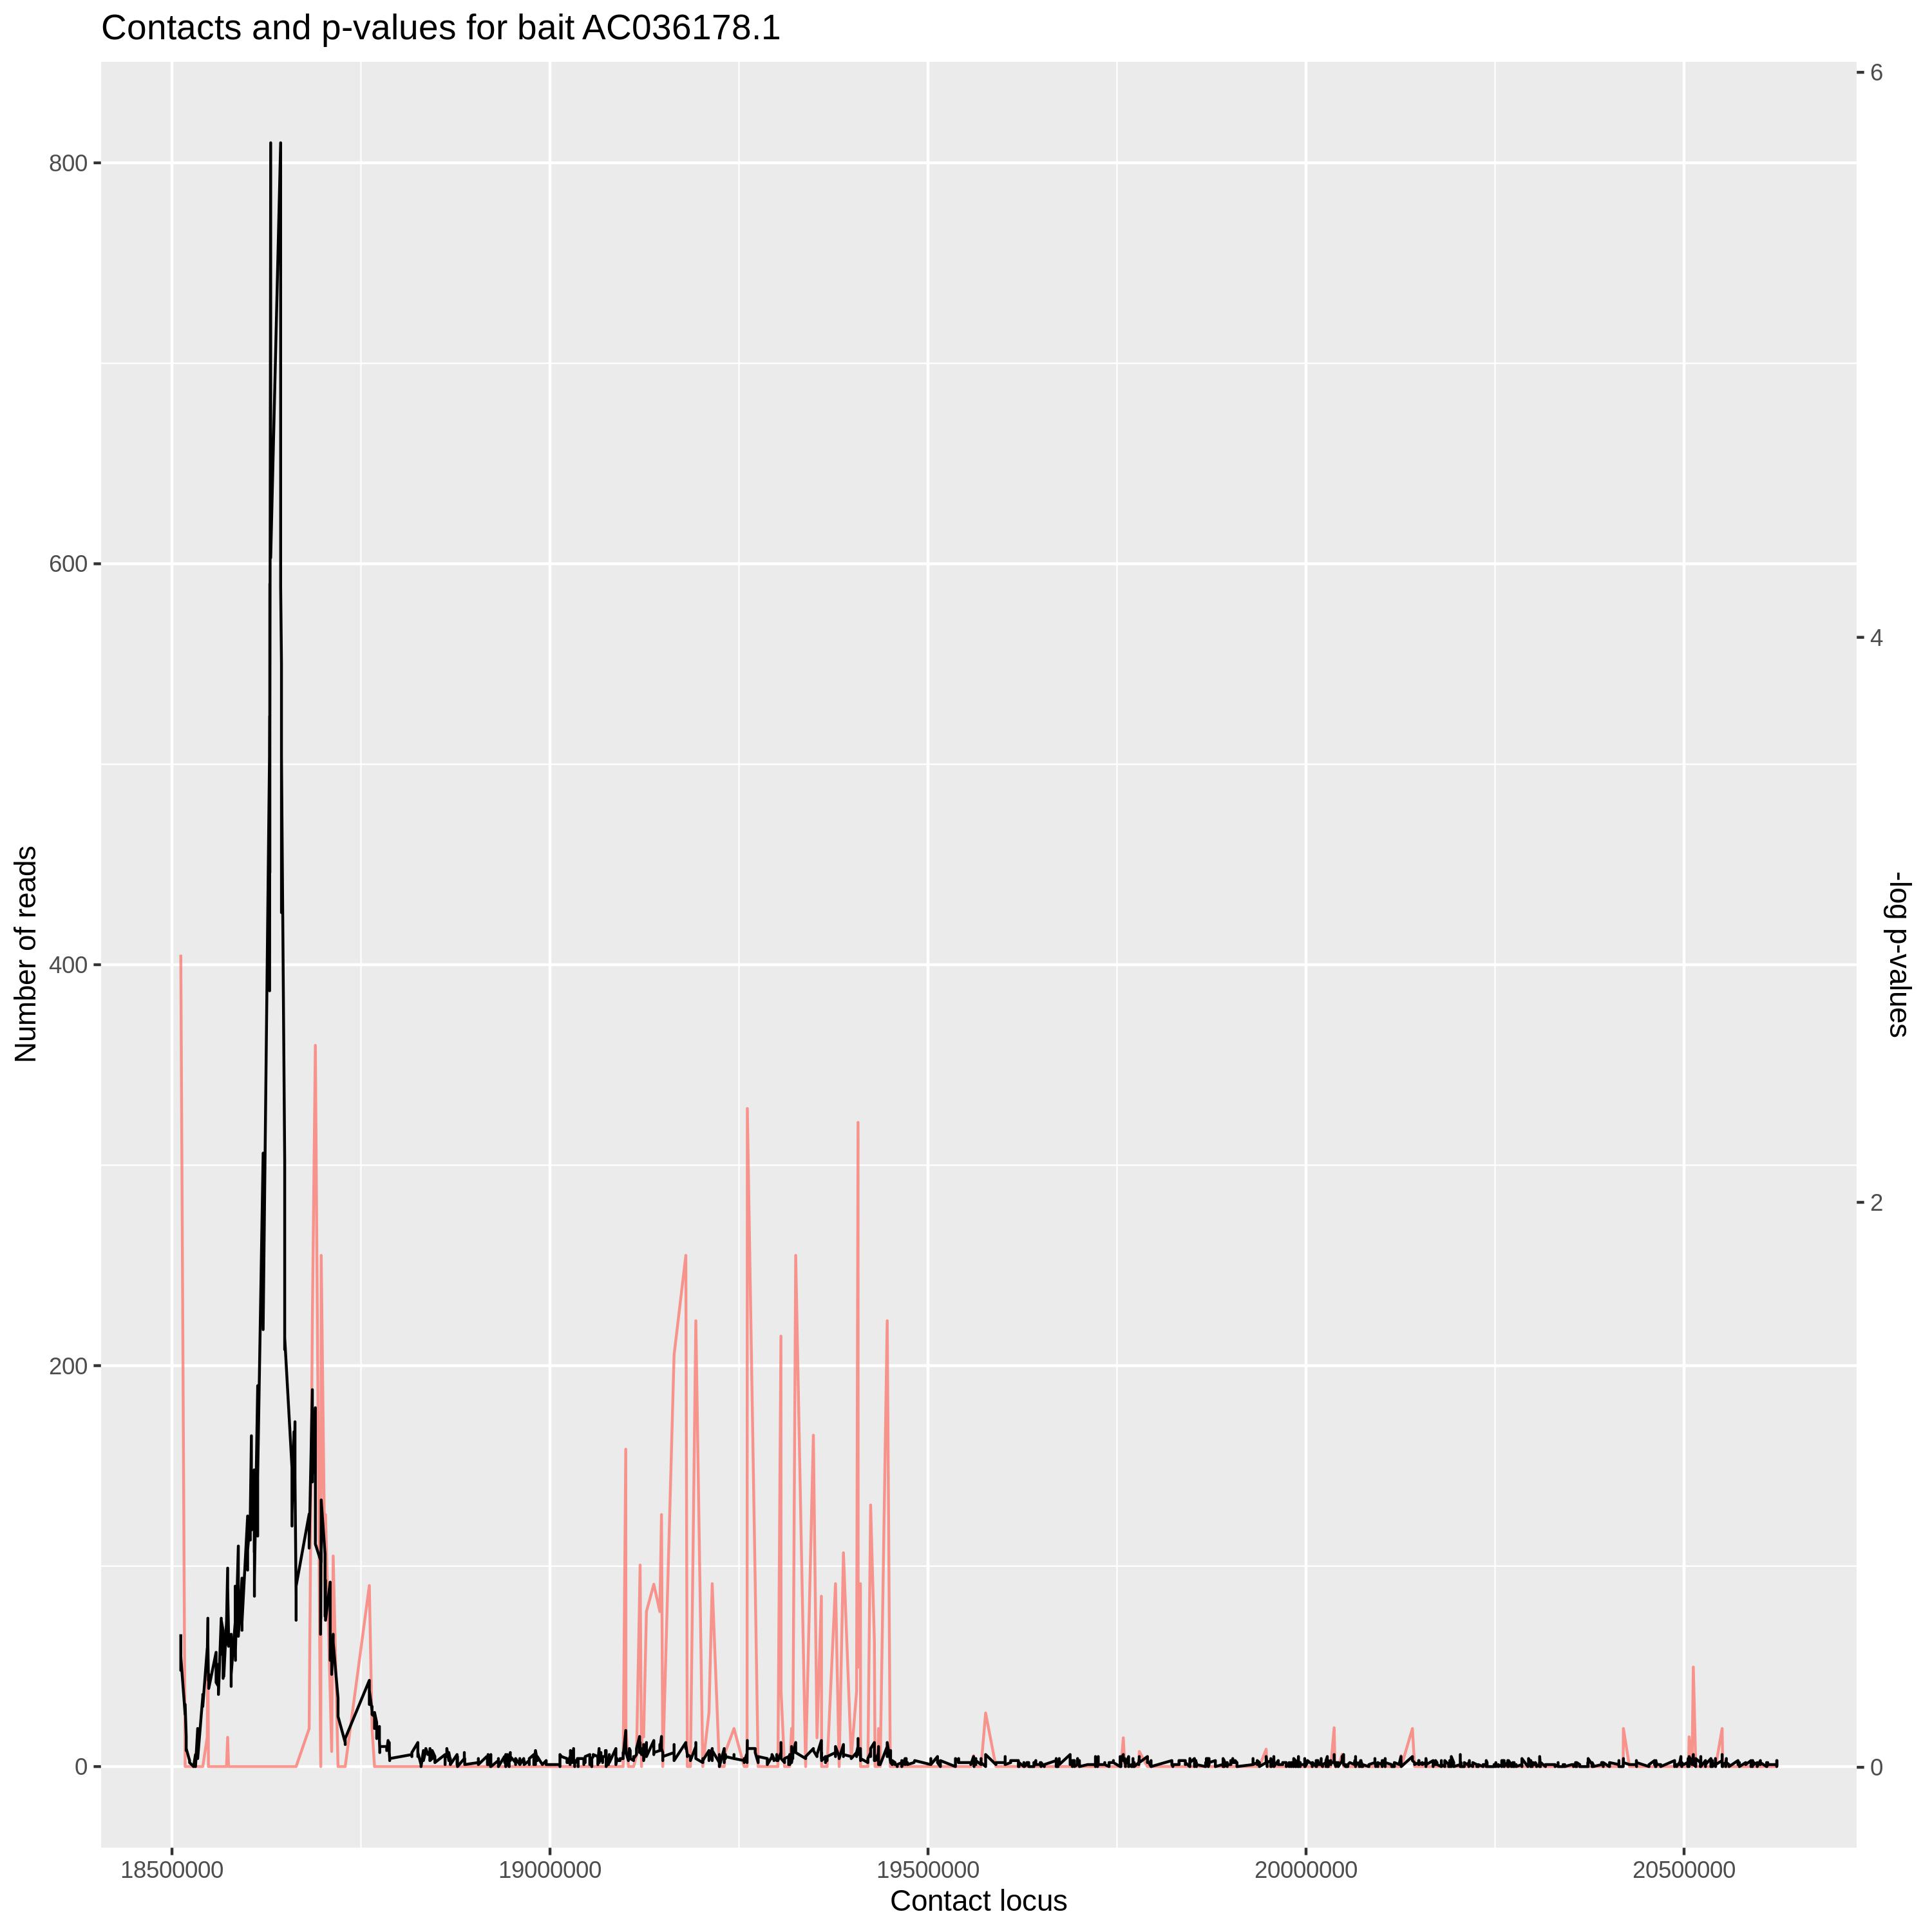 Contacts and p-values for bait AC036178.1
Number of reads
800
600
400
200
0
6
4
2
0
-log p-values
18500000 19000000 19500000 20000000 20500000
Contact locus